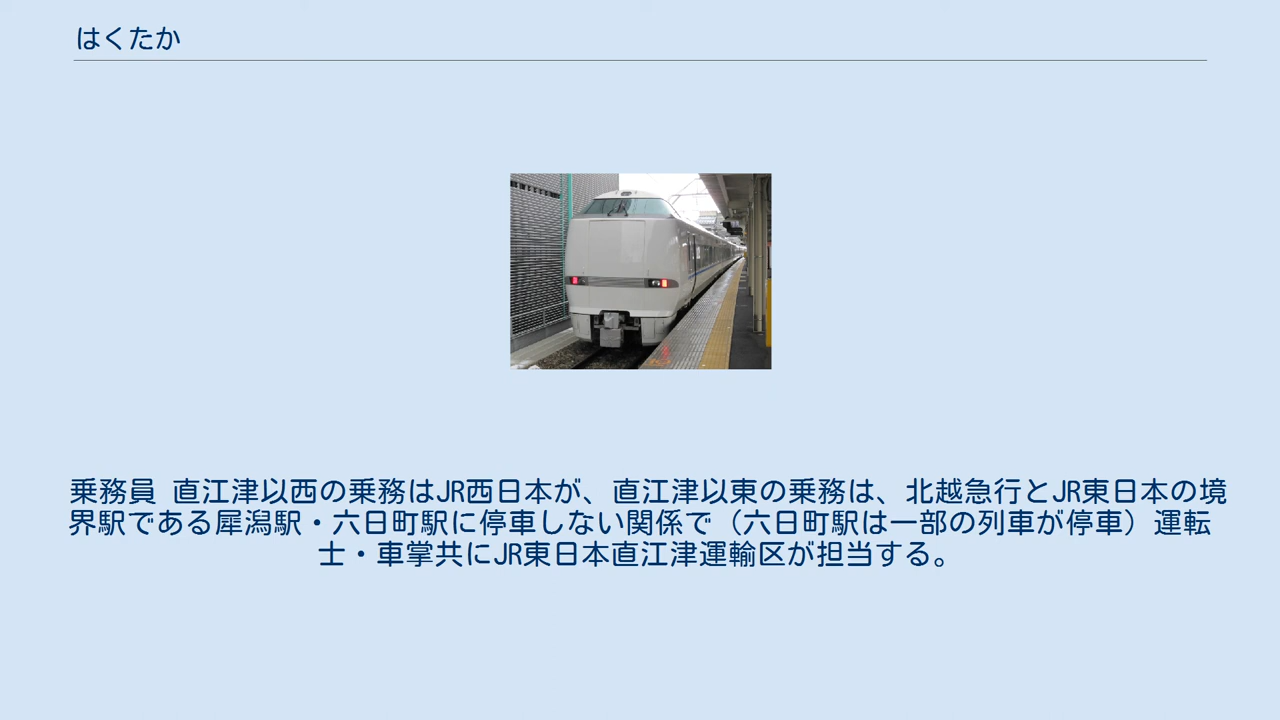 はくたか
乗務員 直江津以西の乗務はJR西日本が、直江津以東の乗務は、北越急行とJR東日本の境
界駅である犀潟駅・六日町駅に停車しない関係で（六日町駅は一部の列車が停車）運転
士・車掌共にJR東日本直江津運輸区が担当する。